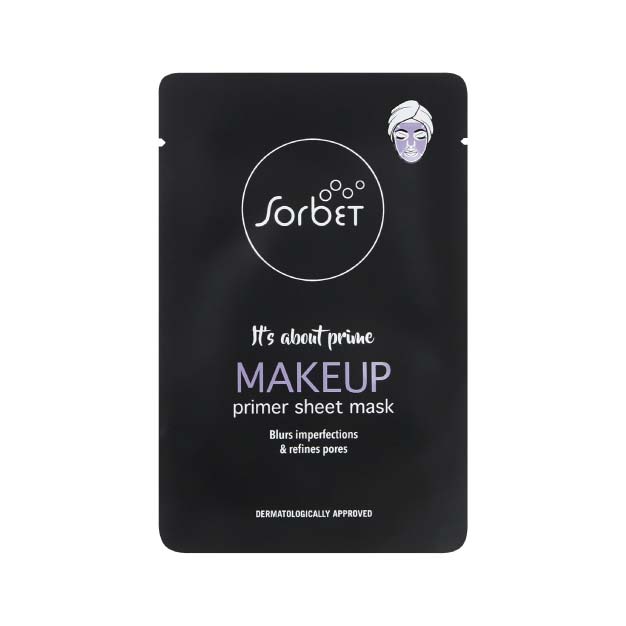 SorbET
It's about prime
MAKEUP
primer sheet mask
Blurs imperfections
& refines pores
DERMATOLOGICALLY APPROVED